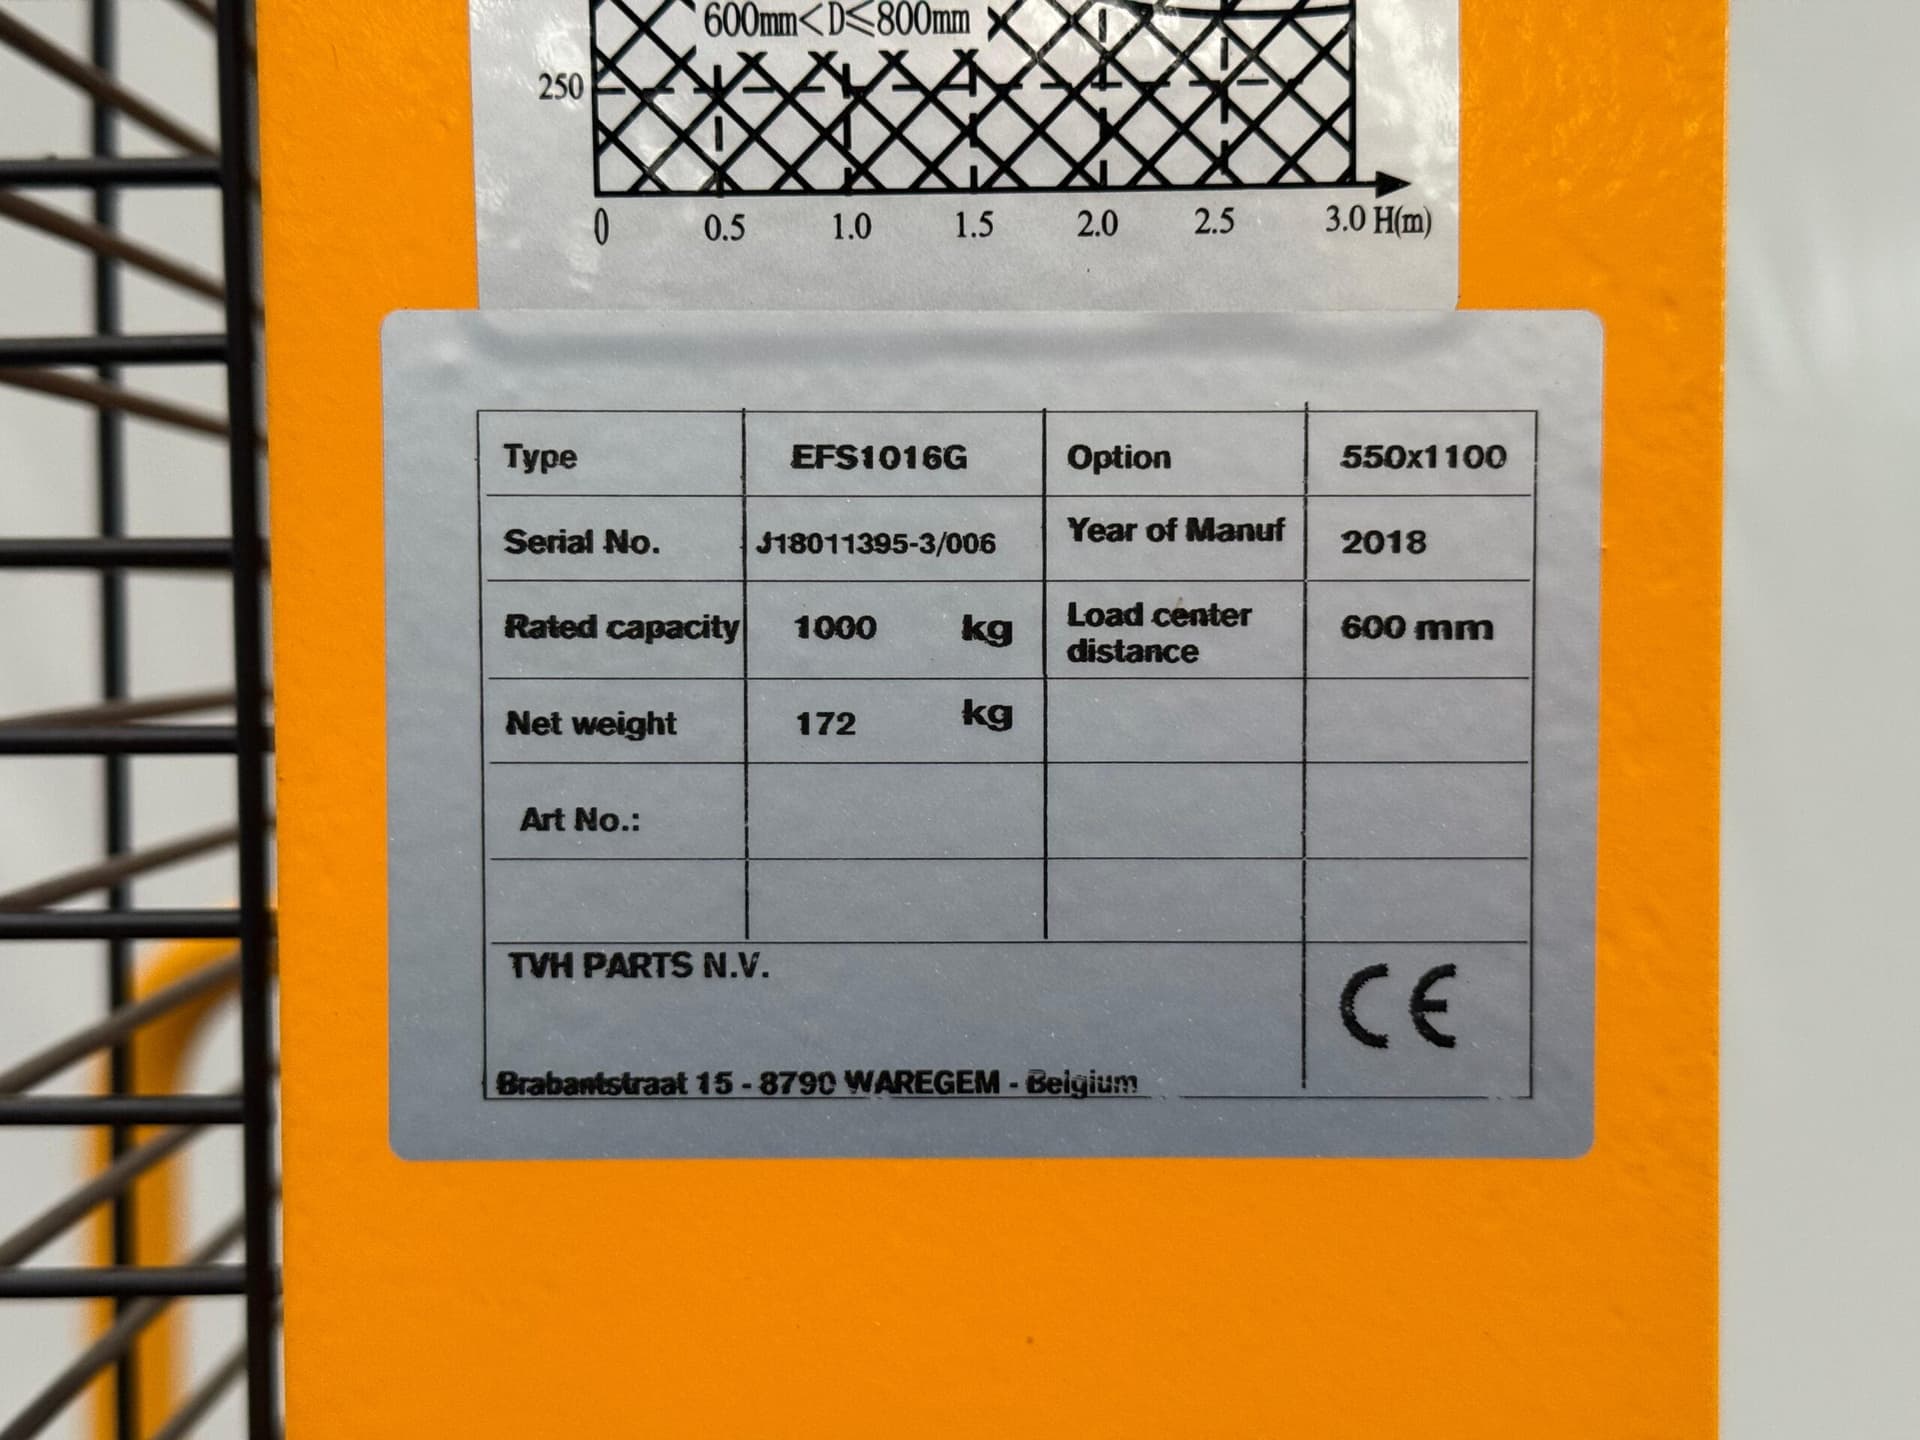 600mm<D≤800mm
250
0 0.5 1.0 1.5 2.0 2.5 3.0 H(m)
Type EFS1016G Option 550x1100
Serial No. J18011395-3/006 Year of Manuf 2018
Rated capacity 1000 kg Load center distance 600 mm
Net weight 172 kg
Art No.:
TVH PARTS N.V.
CE
Brabantstraat 15 - 8790 WAREGEM - Belgium